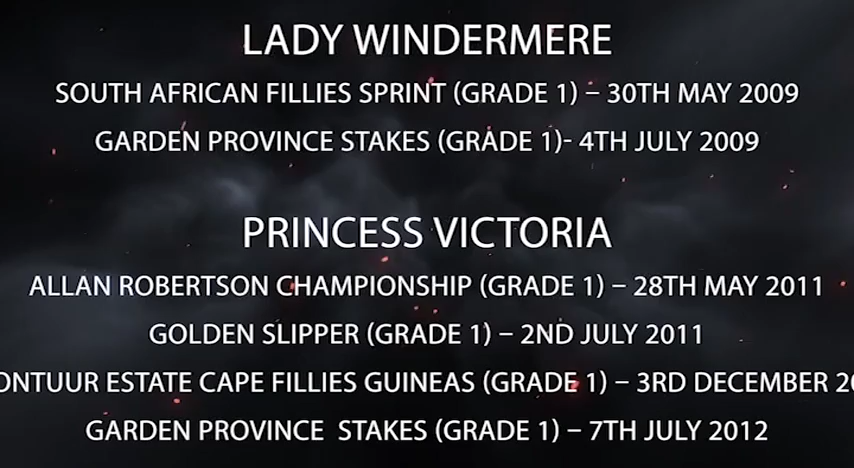 LADY WINDERMERE
SOUTH AFRICAN FILLIES SPRINT (GRADE 1) – 30TH MAY 2009
GARDEN PROVINCE STAKES (GRADE 1)- 4TH JULY 2009
PRINCESS VICTORIA
ALLAN ROBERTSON CHAMPIONSHIP (GRADE 1) – 28TH MAY 2011
GOLDEN SLIPPER (GRADE 1) – 2ND JULY 2011
ONTUUR ESTATE CAPE FILLIES GUINEAS (GRADE 1) – 3RD DECEMBER 20
GARDEN PROVINCE  STAKES (GRADE 1) – 7TH JULY 2012